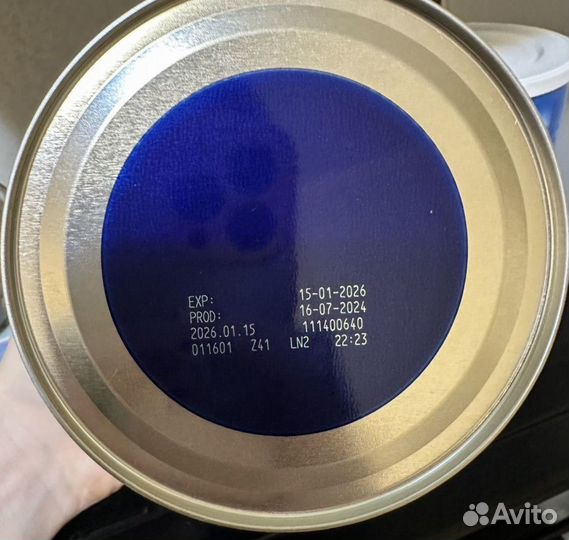 EXP: 15-01-2026
PROD: 16-07-2024
2026.01.15 111400640
011601 Z41 LN2 22:23
Avito